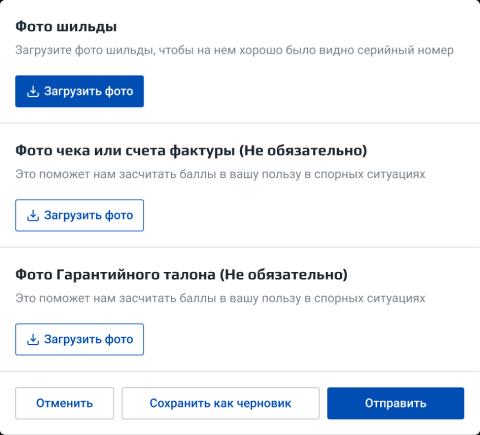 Фото шильды
Загрузите фото шильды, чтобы на нем хорошо было видно серийный номер
Загрузить фото
Фото чека или счета фактуры (Не обязательно)
Это поможет нам засчитать баллы в вашу пользу в спорных ситуациях
Загрузить фото
Фото Гарантийного талона (Не обязательно)
Это поможет нам засчитать баллы в вашу пользу в спорных ситуациях
Загрузить фото
Отменить Сохранить как черновик Отправить